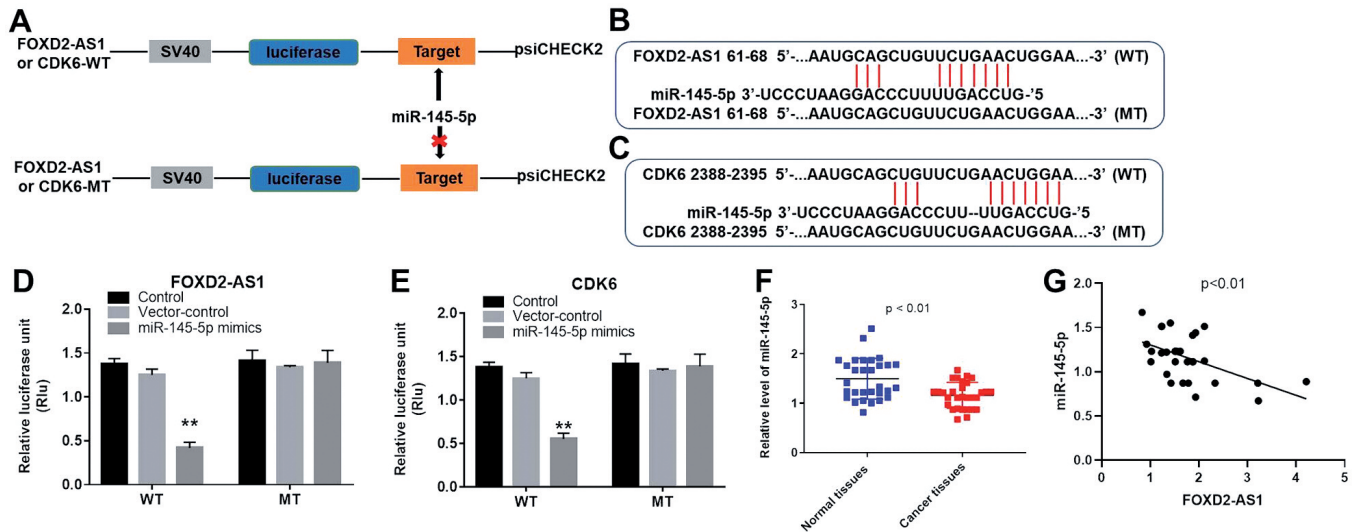 A
FOXD2-AS1
or CDK6-WT
SV40
luciferase
Target
psiCHECK2
miR-145-5p
FOXD2-AS1
or CDK6-MT
SV40
luciferase
Target
psiCHECK2
B
FOXD2-AS1 61-68 5’-...AAUGCAGCUGUUCUGAACUGGAA...-3’ (WT)
miR-145-5p 3’-UCCCUAAGGACCCUUUUGACCUG-’5
FOXD2-AS1 61-68 5’-...AAUGCAGCUGUUCUGAACUGGAA...-3’ (MT)
C
CDK6 2388-2395 5’-...AAUGCAGCUGUUCUGAACUGGAA...-3’ (WT)
miR-145-5p 3’-UCCCUAAGGACCCUU--UUGACCUG-’5
CDK6 2388-2395 5’-...AAUGCAGCUGUUCUGAACUGGAA...-3’ (MT)
D
FOXD2-AS1
Control
Vector-control
miR-145-5p mimics
Relative luciferase unit
(Rlu)
2.0
1.5
1.0
0.5
0.0
**
WT
MT
E
CDK6
Control
Vector-control
miR-145-5p mimics
Relative luciferase unit
(Rlu)
2.0
1.5
1.0
0.5
0.0
**
WT
MT
F
p < 0.01
Relative level of miR-145-5p
3
2
1
0
Normal tissues
Cancer tissues
G
p<0.01
miR-145-5p
2.0
1.5
1.0
0.5
0.0
0
1
2
3
4
5
FOXD2-AS1